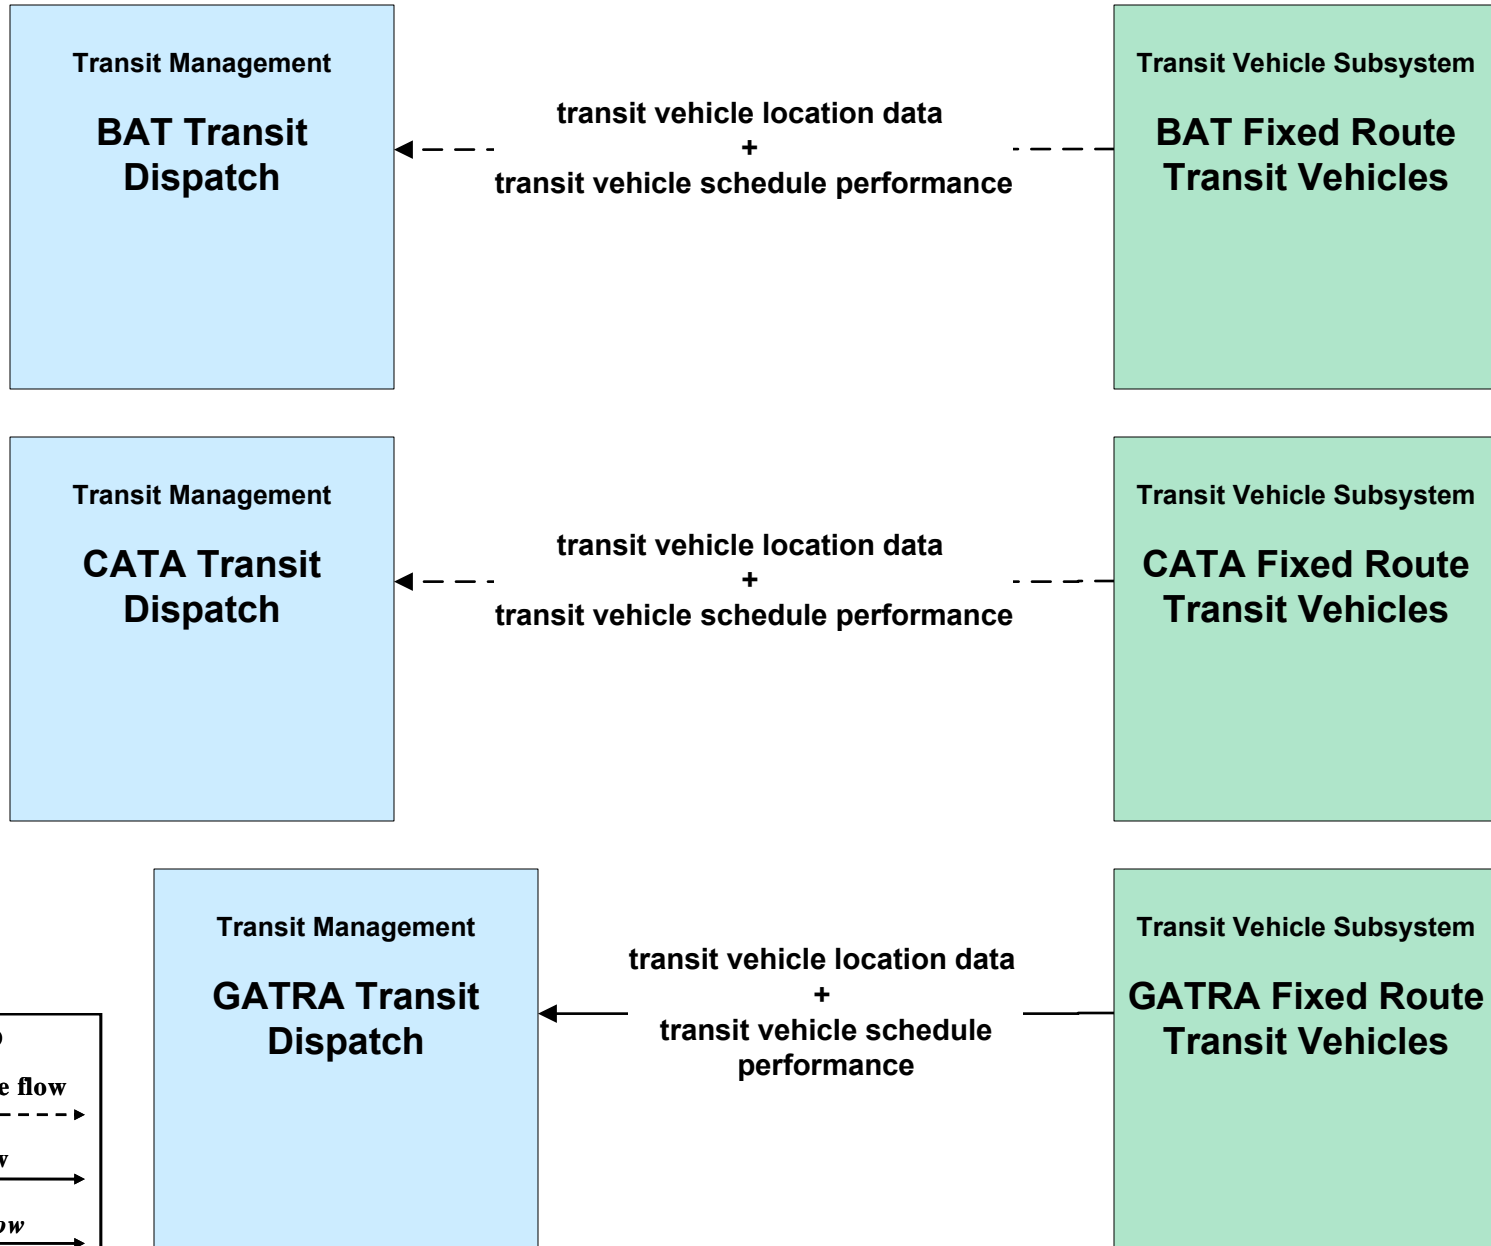 Transit Management
BAT Transit
Dispatch
transit vehicle location data
+
transit vehicle schedule performance
Transit Vehicle Subsystem
BAT Fixed Route
Transit Vehicles
Transit Management
CATA Transit
Dispatch
transit vehicle location data
+
transit vehicle schedule performance
Transit Vehicle Subsystem
CATA Fixed Route
Transit Vehicles
Transit Management
GATRA Transit
Dispatch
transit vehicle location data
+
transit vehicle schedule
performance
Transit Vehicle Subsystem
GATRA Fixed Route
Transit Vehicles
flow